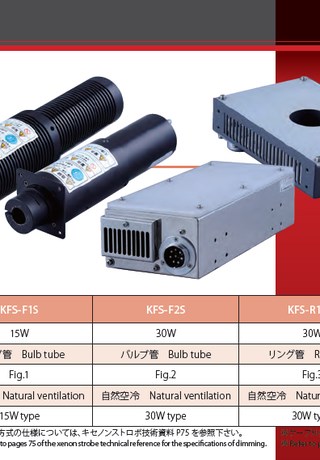 KFS-F1S KFS-F2S KFS-R1
15W 30W 30W
管 Bulb tube バルブ管 Bulb tube リング管 R
Fig.1 Fig.2 Fig.3
Natural ventilation 自然空冷 Natural ventilation 自然空冷 Natural
15W type 30W type 30W ty
方式の仕様については、キセノンストロボ技術資料 P75 を参照下さい。
to pages 75 of the xenon strobe technical reference for the specifications of dimming.